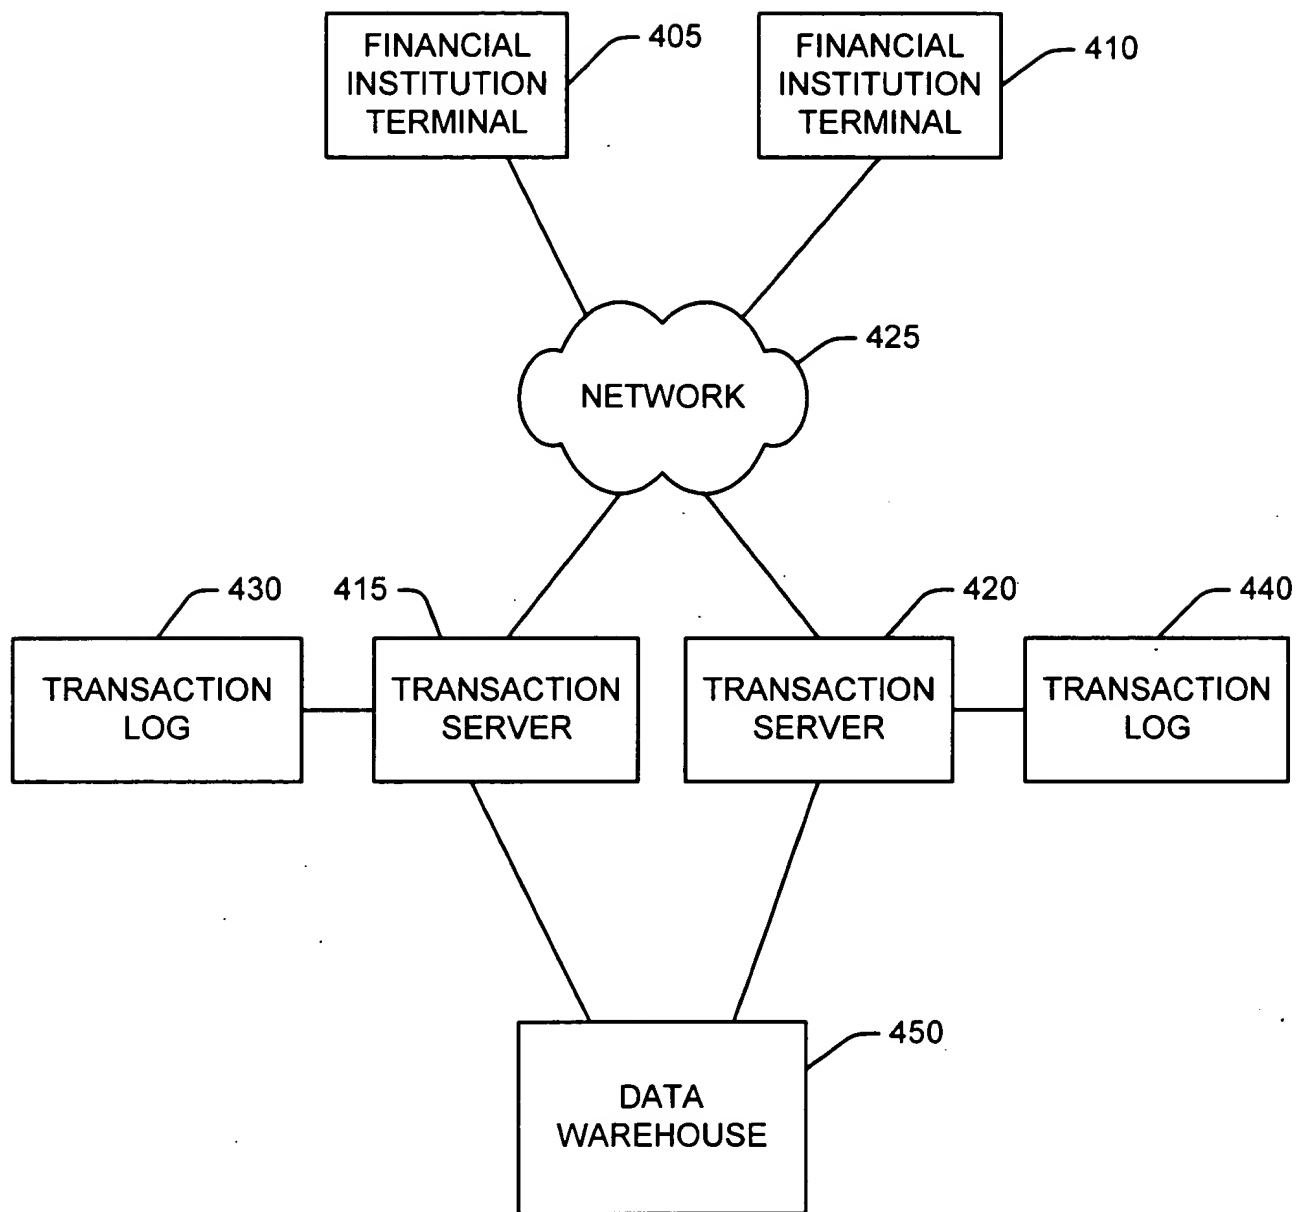 FINANCIAL
INSTITUTION
TERMINAL
405
FINANCIAL
INSTITUTION
TERMINAL
410
NETWORK
425
430
415
420
440
TRANSACTION
LOG
TRANSACTION
SERVER
TRANSACTION
SERVER
TRANSACTION
LOG
450
DATA
WAREHOUSE